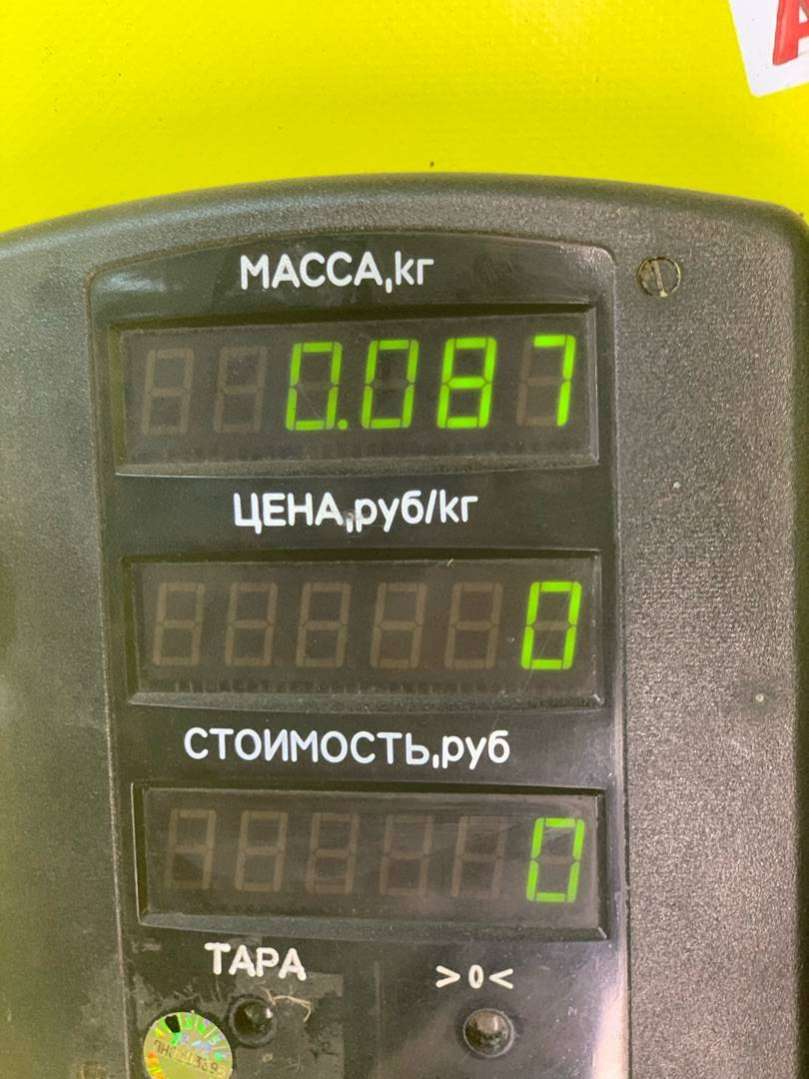 А
МАССА,кг
0.087
ЦЕНА,руб/кг
0
СТОИМОСТЬ,руб
0
ТАРА >0<